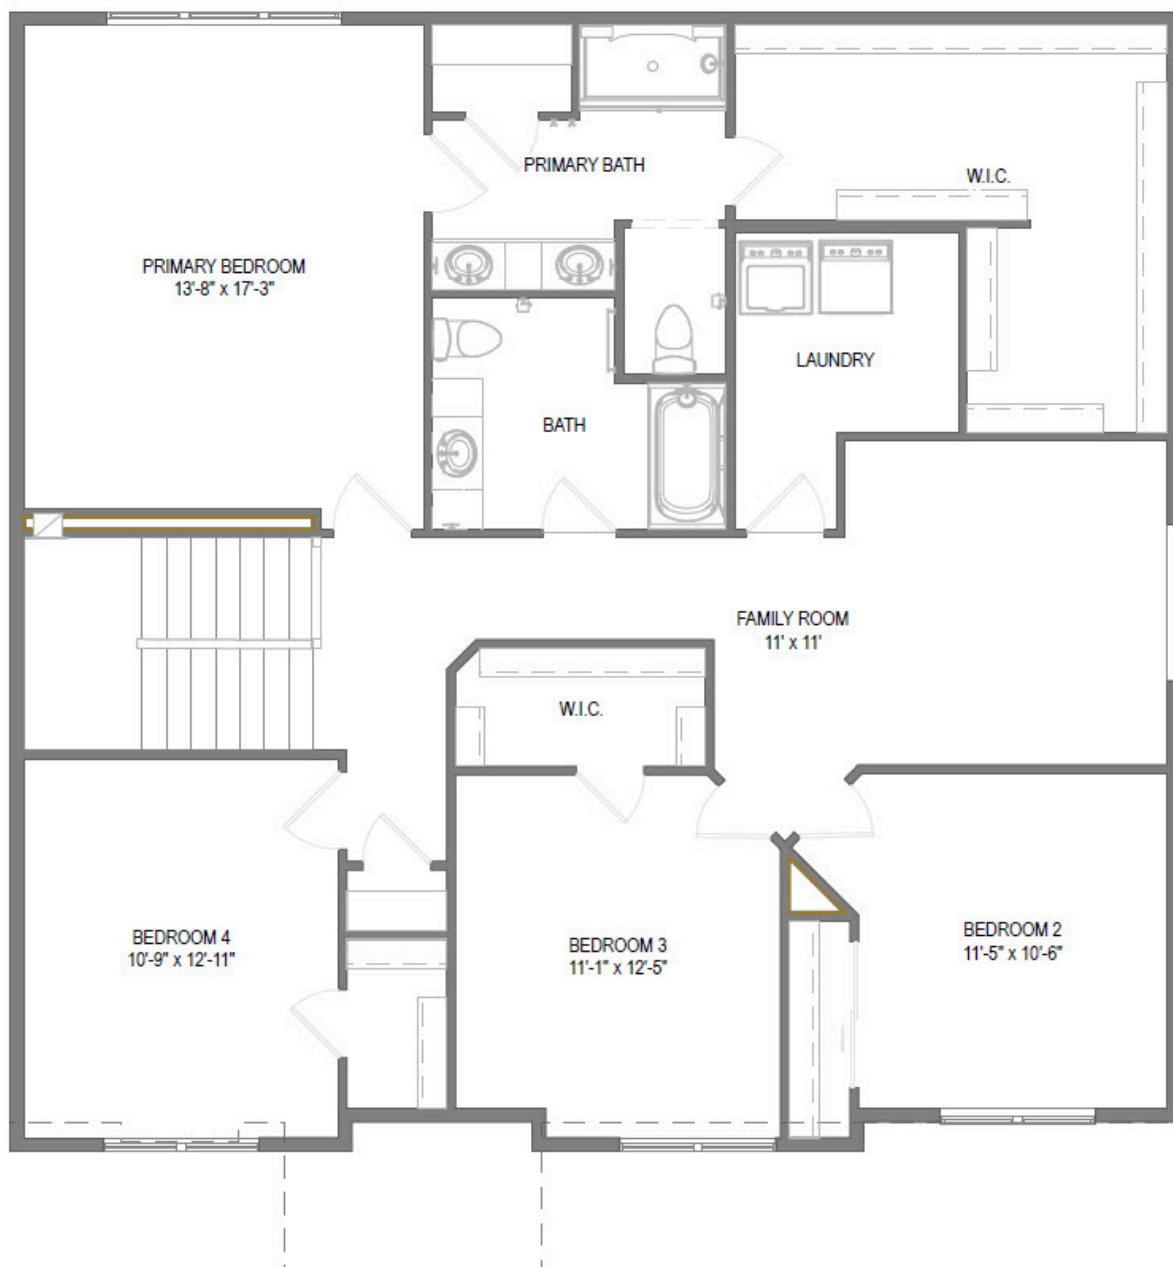 PRIMARY BATH
W.I.C.
PRIMARY BEDROOM
13'-8" x 17'-3"
LAUNDRY
BATH
FAMILY ROOM
11' x 11'
W.I.C.
BEDROOM 4
10'-9" x 12'-11"
BEDROOM 3
11'-1" x 12'-5"
BEDROOM 2
11'-5" x 10'-6"